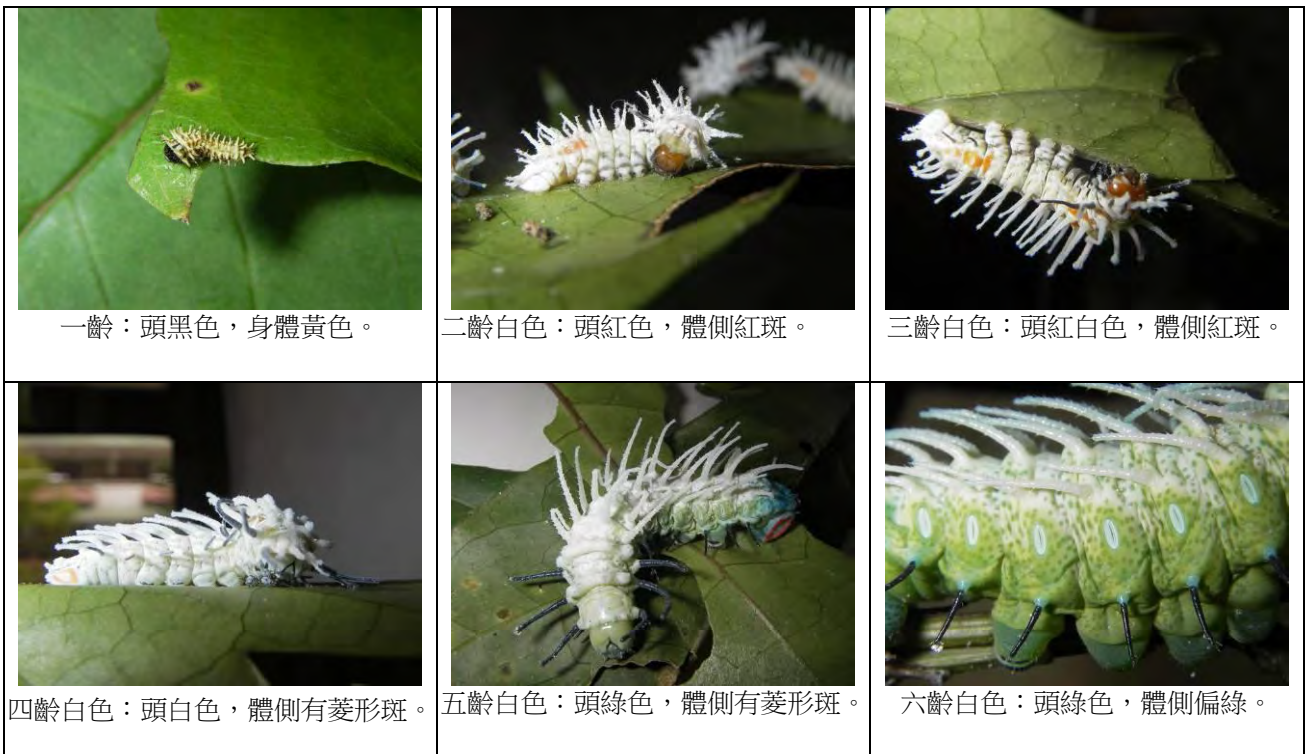 一齡：頭黑色，身體黃色。
二齡白色：頭紅色，體側紅斑。
三齡白色：頭紅白色，體側紅斑。
四齡白色：頭白色，體側有菱形斑。
五齡白色：頭綠色，體側有菱形斑。
六齡白色：頭綠色，體側偏綠。